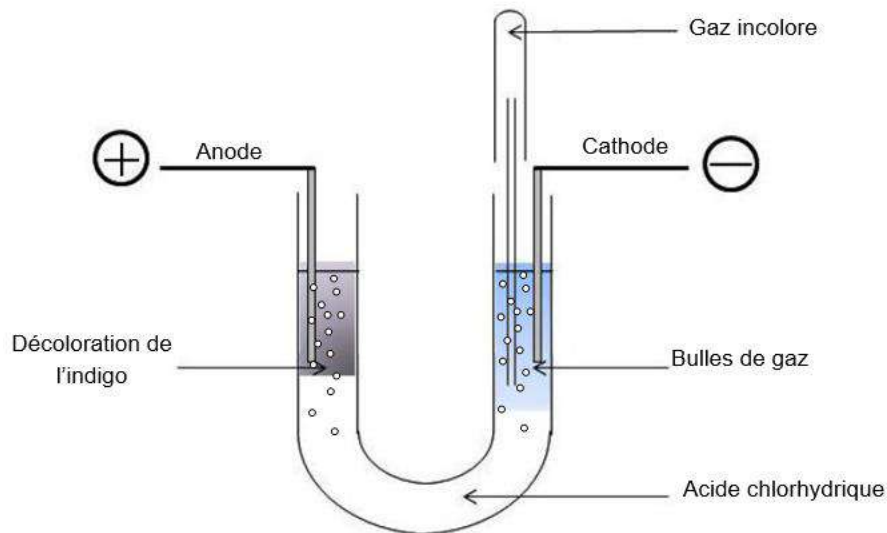 Gaz incolore
+
Anode
Cathode
−
Décoloration de
l'indigo
Bulles de gaz
Acide chlorhydrique